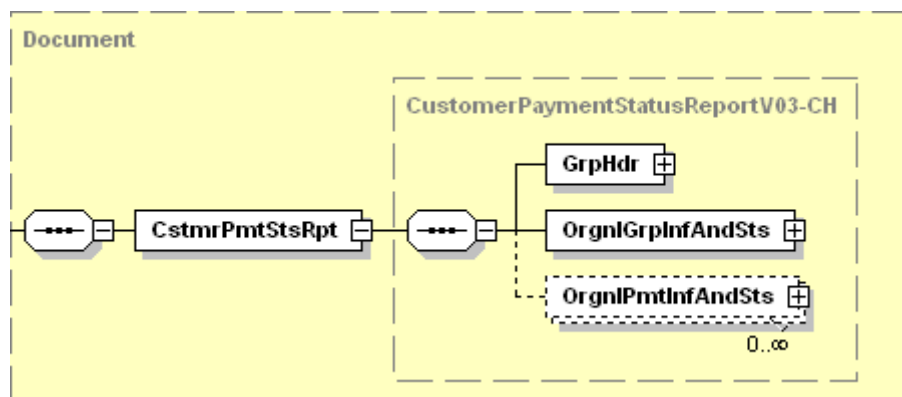 Document
CustomerPaymentStatusReportV03-CH
GrpHdr
CstmrPmtStsRpt
OrgnlGrpInfAndSts
OrgnlPmtInfAndSts
0..∞